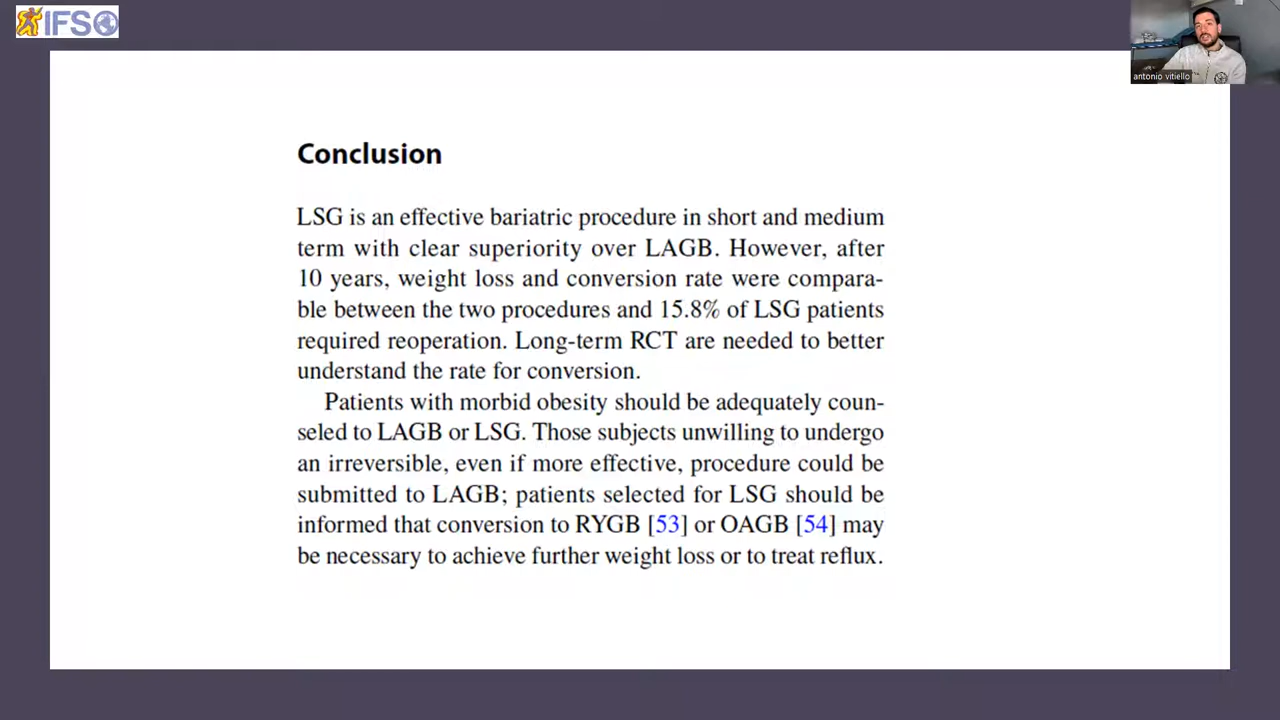 IFSO
antonio vitiello
Conclusion
LSG is an effective bariatric procedure in short and medium
term with clear superiority over LAGB. However, after
10 years, weight loss and conversion rate were compara-
ble between the two procedures and 15.8% of LSG patients
required reoperation. Long-term RCT are needed to better
understand the rate for conversion.
Patients with morbid obesity should be adequately coun-
seled to LAGB or LSG. Those subjects unwilling to undergo
an irreversible, even if more effective, procedure could be
submitted to LAGB; patients selected for LSG should be
informed that conversion to RYGB [53] or OAGB [54] may
be necessary to achieve further weight loss or to treat reflux.